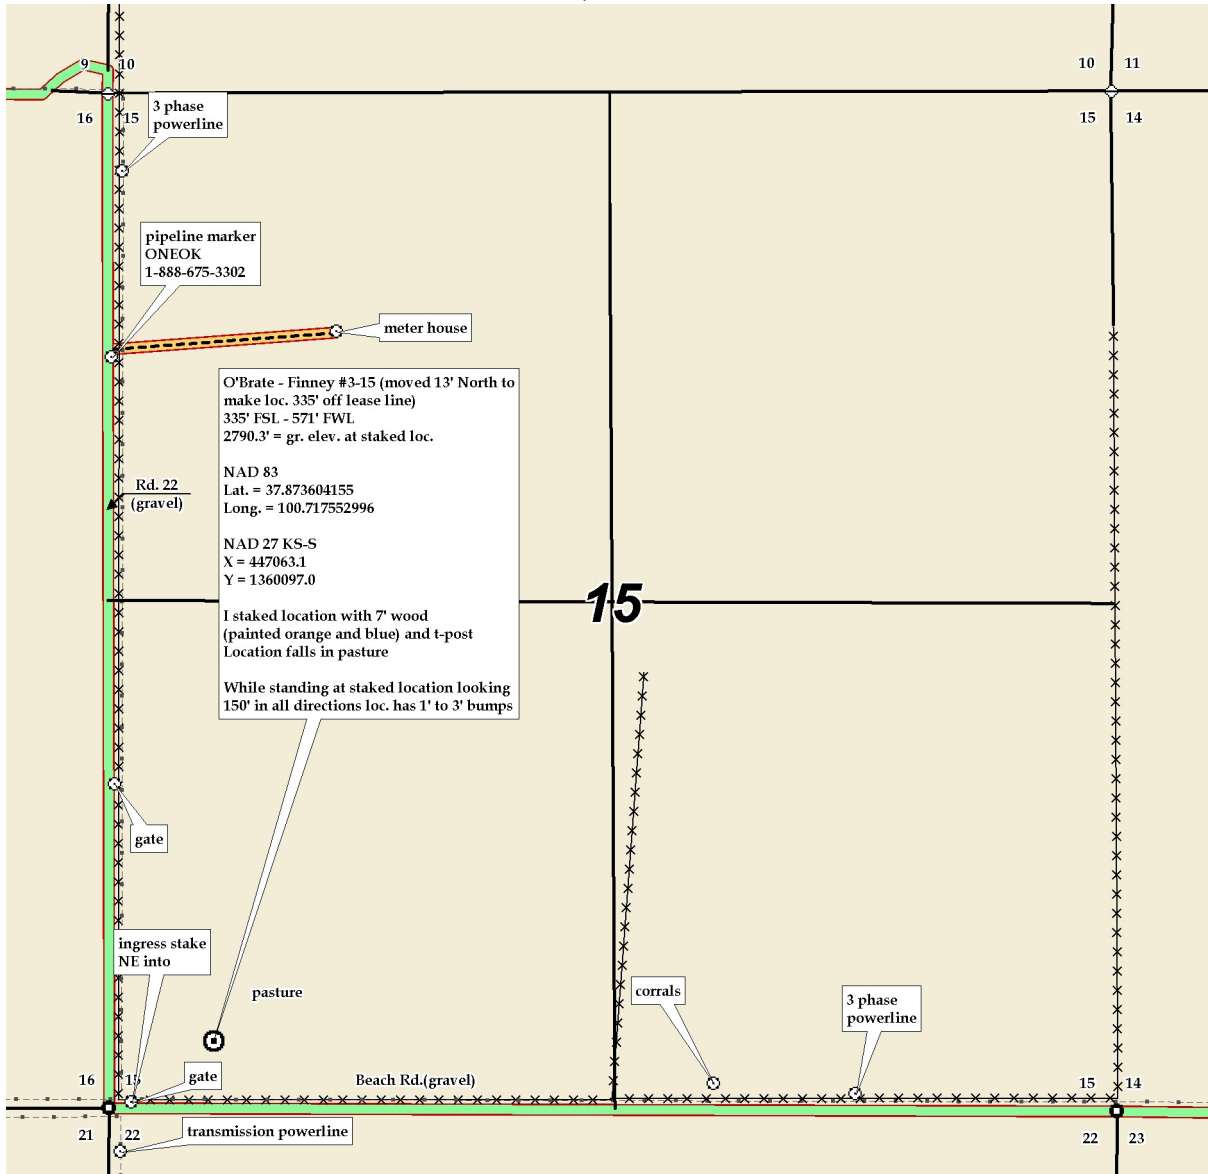 9 10
10 11
16 15
15 14
3 phase
powerline
pipeline marker
ONEOK
1-888-675-3302
meter house
O'Brate - Finney #3-15 (moved 13' North to
make loc. 335' off lease line)
335' FSL - 571' FWL
2790.3' = gr. elev. at staked loc.
NAD 83
Lat. = 37.873604155
Long. = 100.717552996
NAD 27 KS-S
X = 447063.1
Y = 1360097.0
I staked location with 7' wood
(painted orange and blue) and t-post
Location falls in pasture
While standing at staked location looking
150' in all directions loc. has 1' to 3' bumps
Rd. 22
(gravel)
15
gate
ingress stake
NE into
pasture
corrals
3 phase
powerline
16 15
gate
Beach Rd.(gravel)
15 14
21 22
transmission powerline
22 23